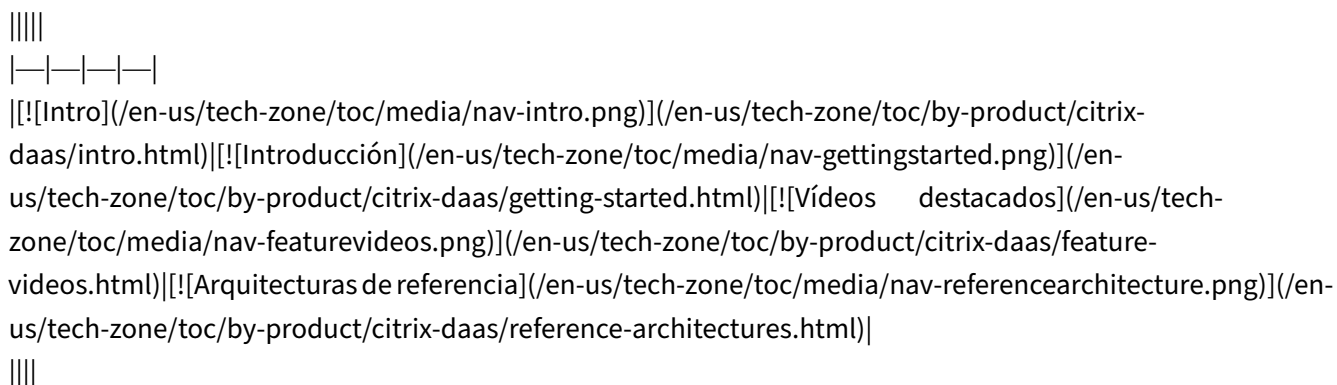 |||||
|—|—|—|—|
|[![Intro](/en-us/tech-zone/toc/media/nav-intro.png)](/en-us/tech-zone/toc/by-product/citrix-
daas/intro.html)|[![Introducción](/en-us/tech-zone/toc/media/nav-gettingstarted.png)](/en-
us/tech-zone/toc/by-product/citrix-daas/getting-started.html)|[![Vídeos destacados](/en-us/tech-
zone/toc/media/nav-featurevideos.png)](/en-us/tech-zone/toc/by-product/citrix-daas/feature-
videos.html)|[![Arquitecturas de referencia](/en-us/tech-zone/toc/media/nav-referencearchitecture.png)](/en-
us/tech-zone/toc/by-product/citrix-daas/reference-architectures.html)|
||||